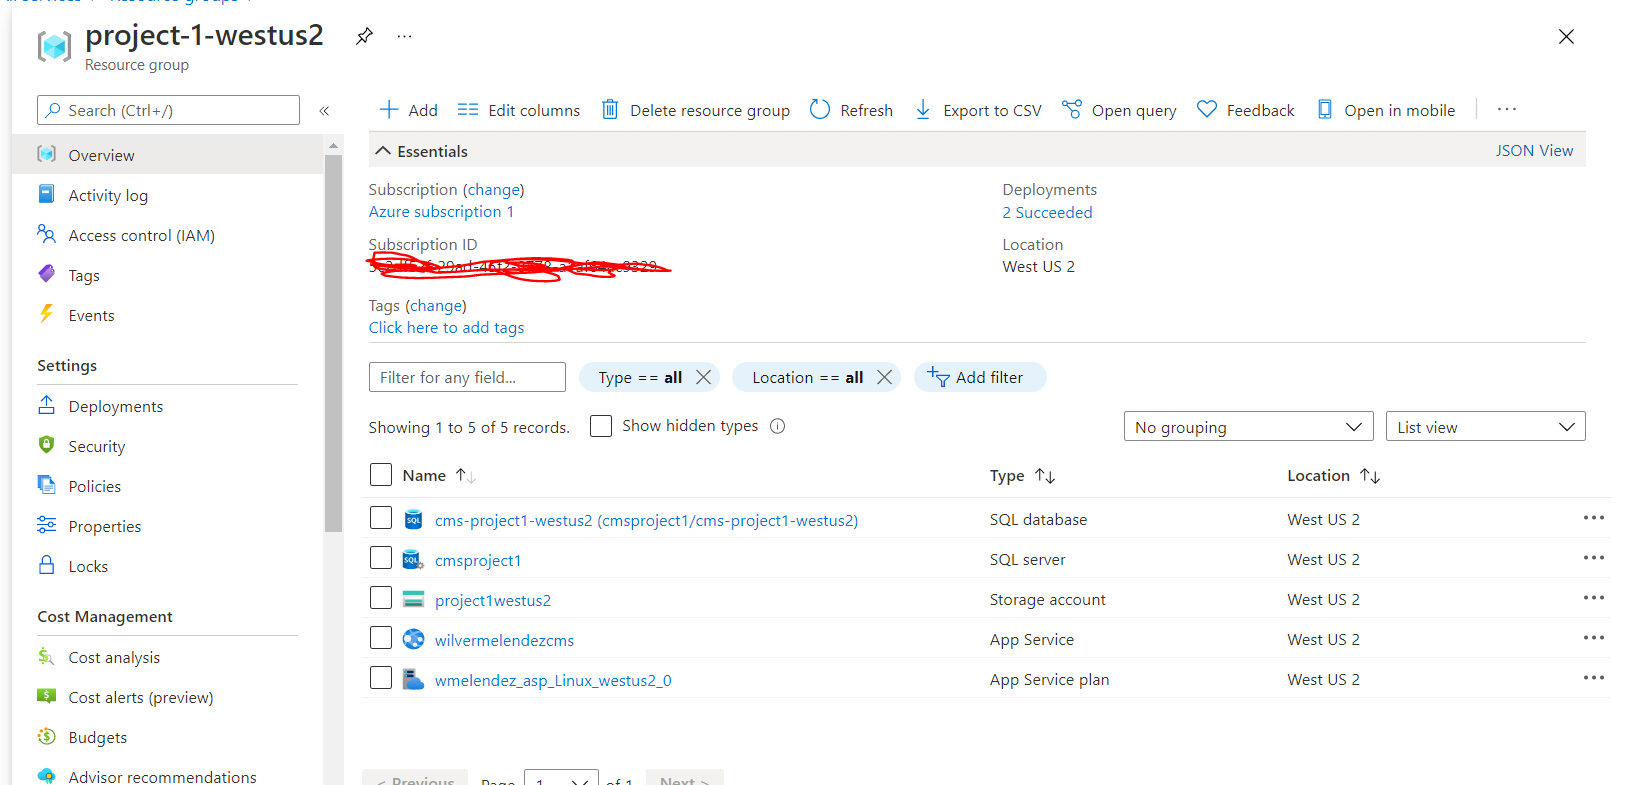 project-1-westus2
Resource group
Search (Ctrl+/)
Overview
Activity log
Access control (IAM)
Tags
Events
Settings
Deployments
Security
Policies
Properties
Locks
Cost Management
Cost analysis
Cost alerts (preview)
Budgets
Advisor recommendations
Add
Edit columns
Delete resource group
Refresh
Export to CSV
Open query
Feedback
Open in mobile
Essentials
JSON View
Subscription (change)
Azure subscription 1
Subscription ID
Tags (change)
Click here to add tags
Deployments
2 Succeeded
Location
West US 2
Filter for any field...
Type == all
Location == all
Add filter
Showing 1 to 5 of 5 records.
Show hidden types
No grouping
List view
Name Type Location
cms-project1-westus2 (cmsproject1/cms-project1-westus2) SQL database West US 2
cmsproject1 SQL server West US 2
project1westus2 Storage account West US 2
wilvermelendezcms App Service West US 2
wmelendez_asp_Linux_westus2_0 App Service plan West US 2
< Previous Page 1 of 1 Next >